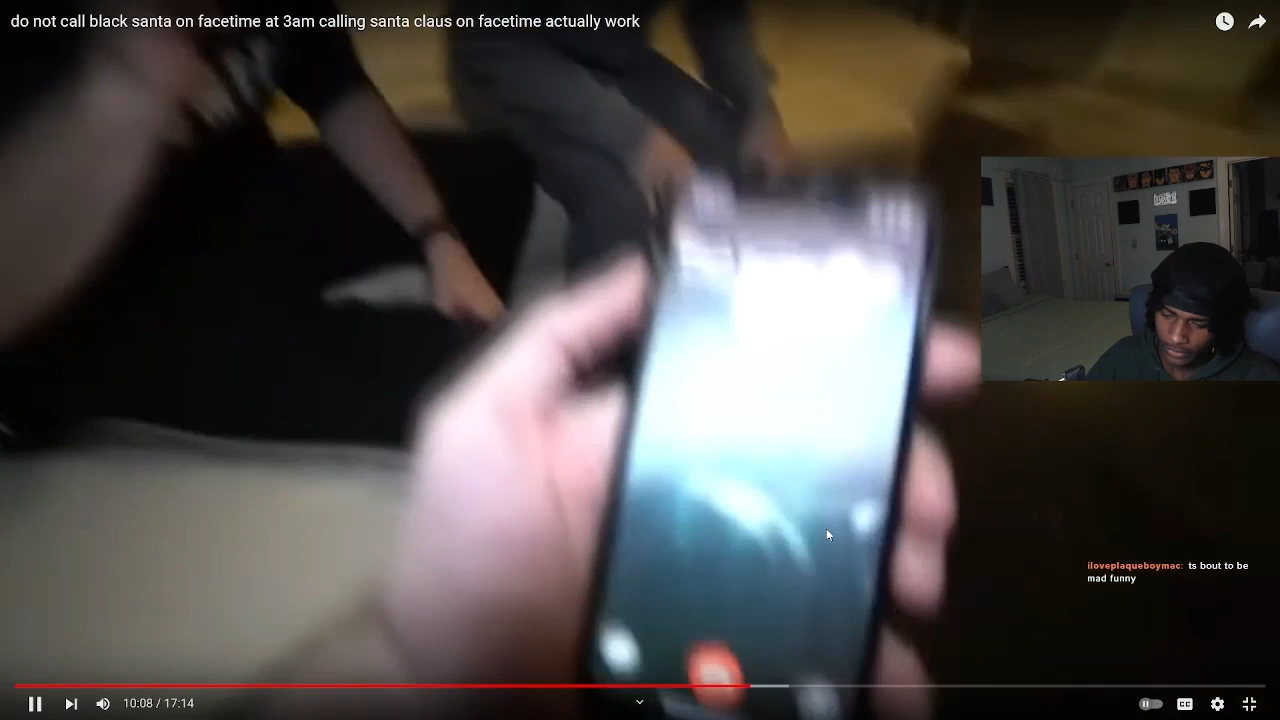 do not call black santa on facetime at 3am calling santa claus on facetime actually work
iloveplaqueboymac: ts bout to be
mad funny
10:08 / 17:14
CC